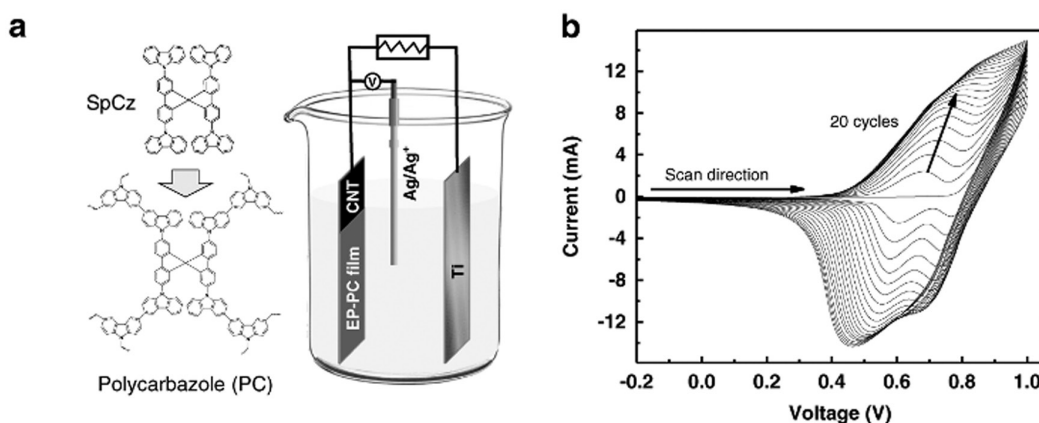 a
SpCz
Polycarbazole (PC)
V
Ag/Ag⁺
CNT
EP-PC film
Ti
b
Current (mA)
12
8
4
0
-4
-8
-12
20 cycles
Scan direction
-0.2 0.0 0.2 0.4 0.6 0.8 1.0
Voltage (V)